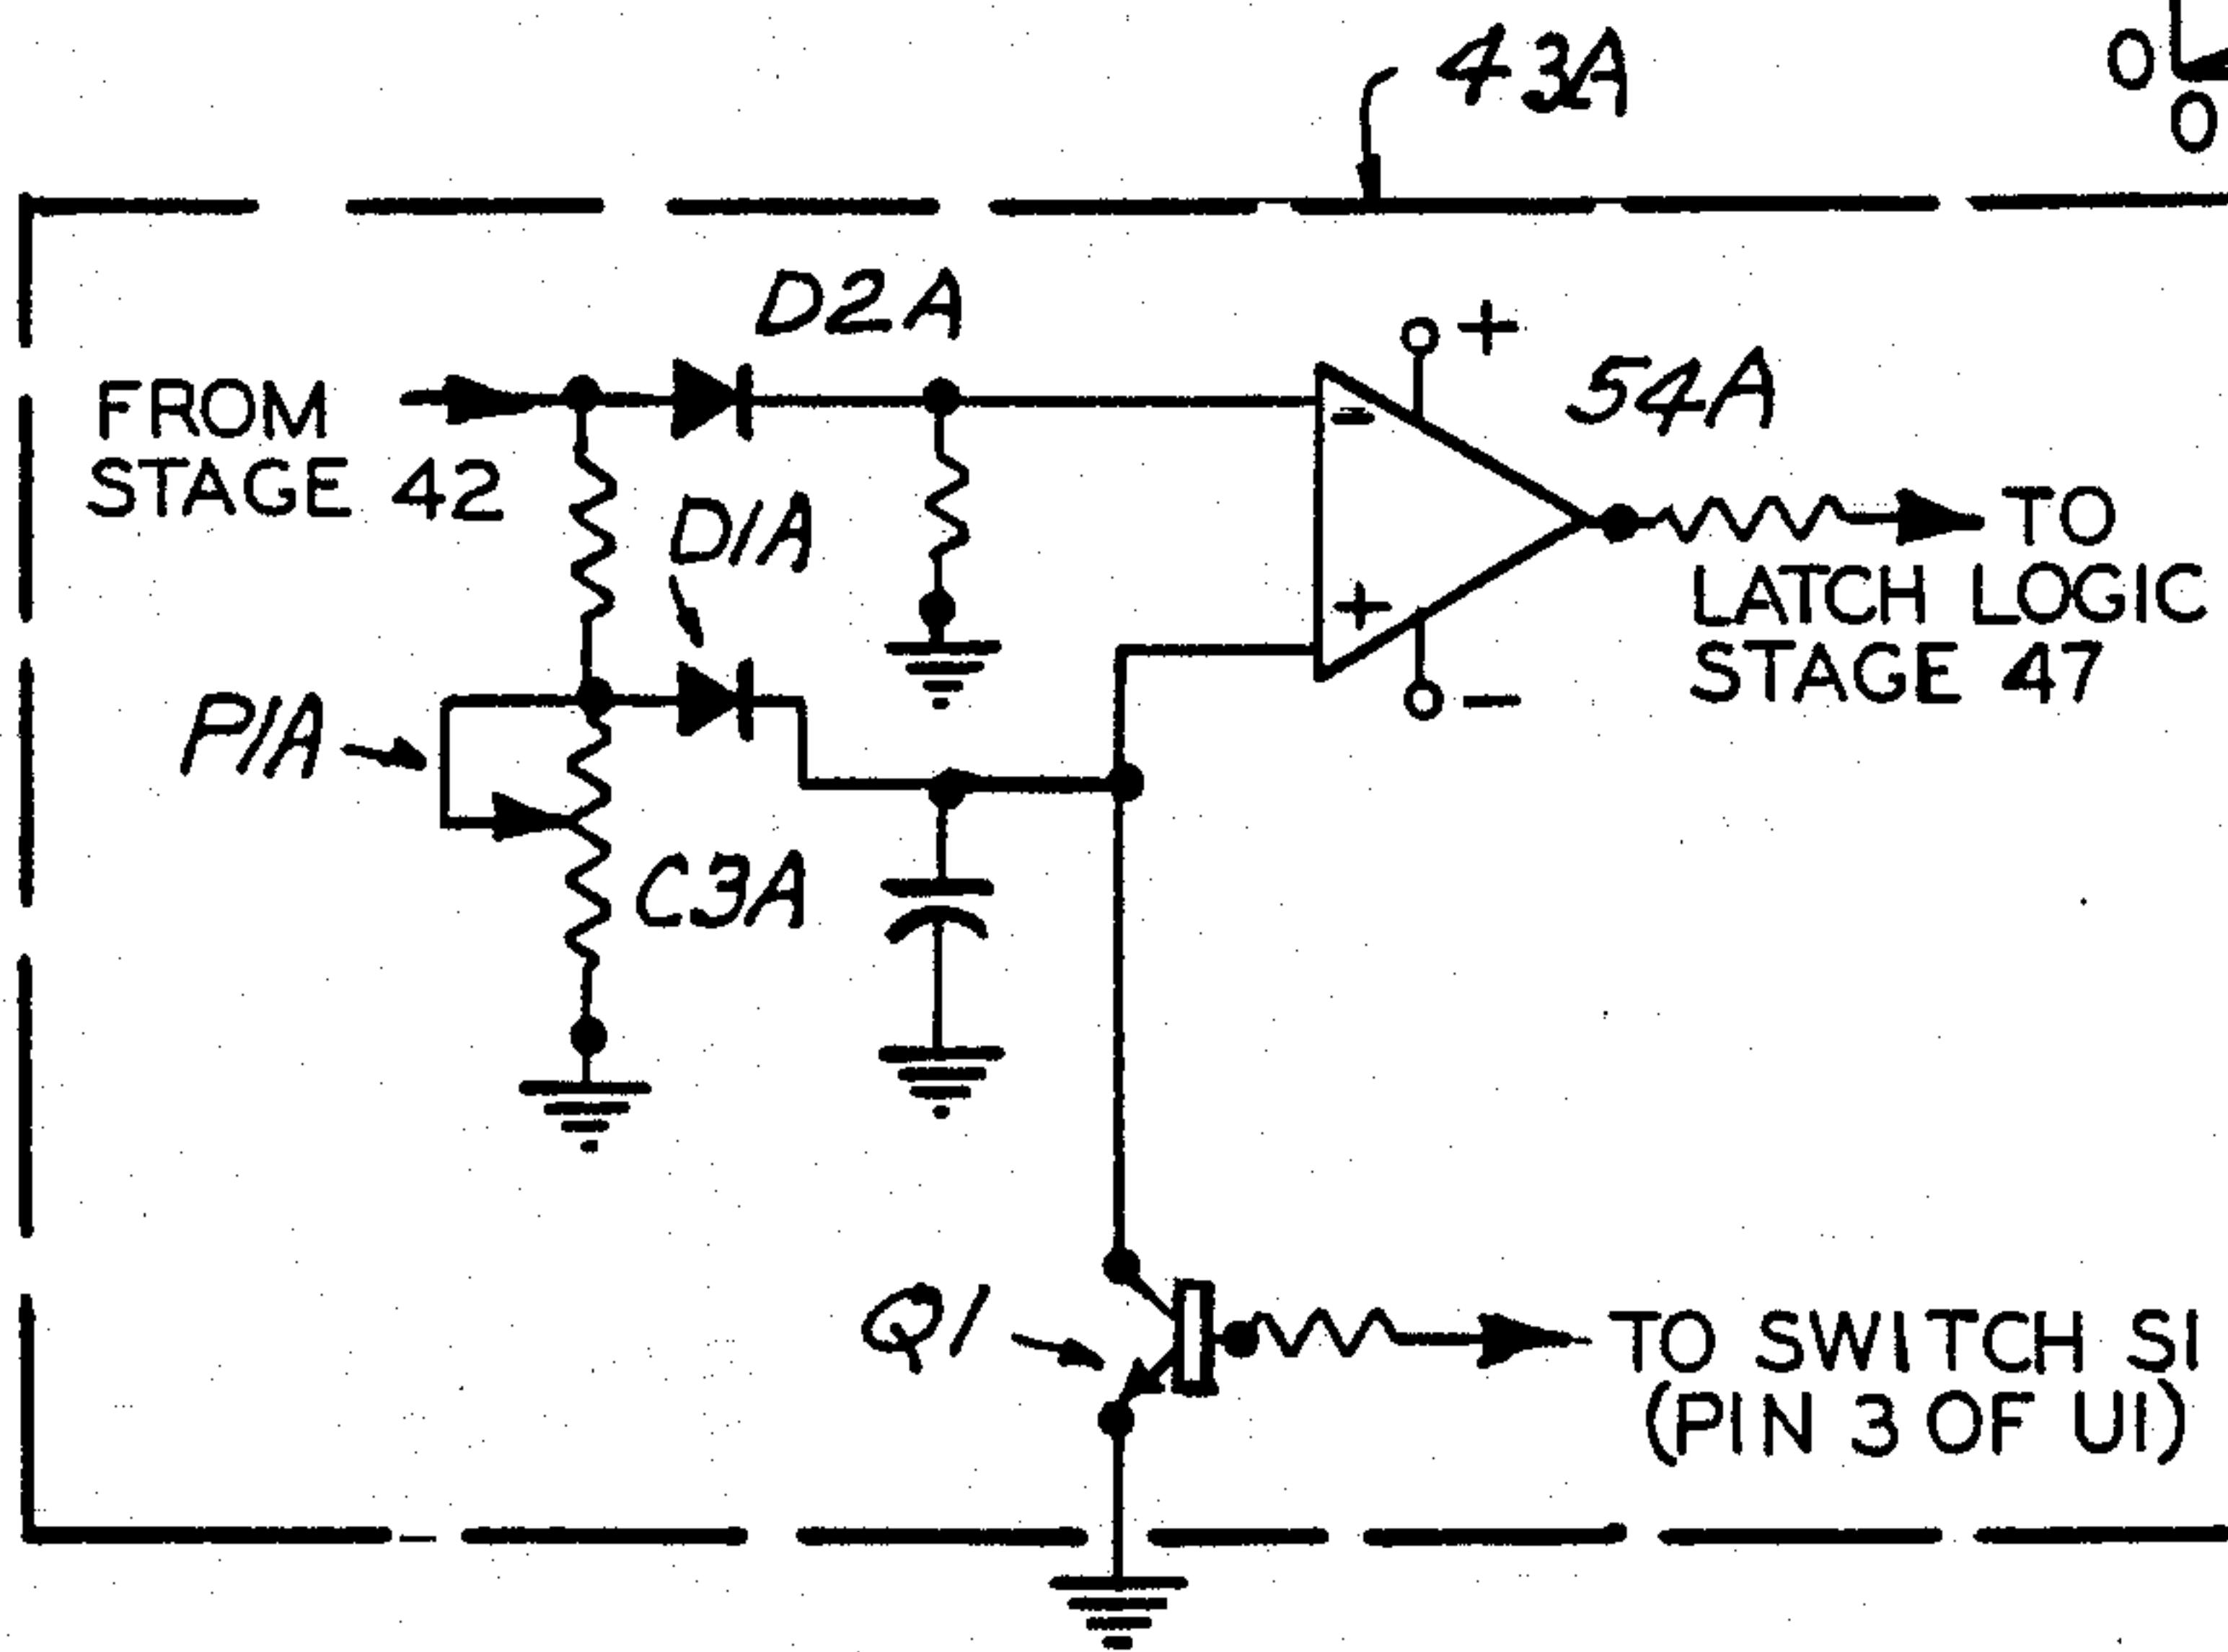 43A
O
O
D2A
+
54A
FROM
STAGE 42
-
D1A
TO
LATCH LOGIC
STAGE 47
+
P1A
-
C3A
Q1
TO SWITCH S1
(PIN 3 OF U1)